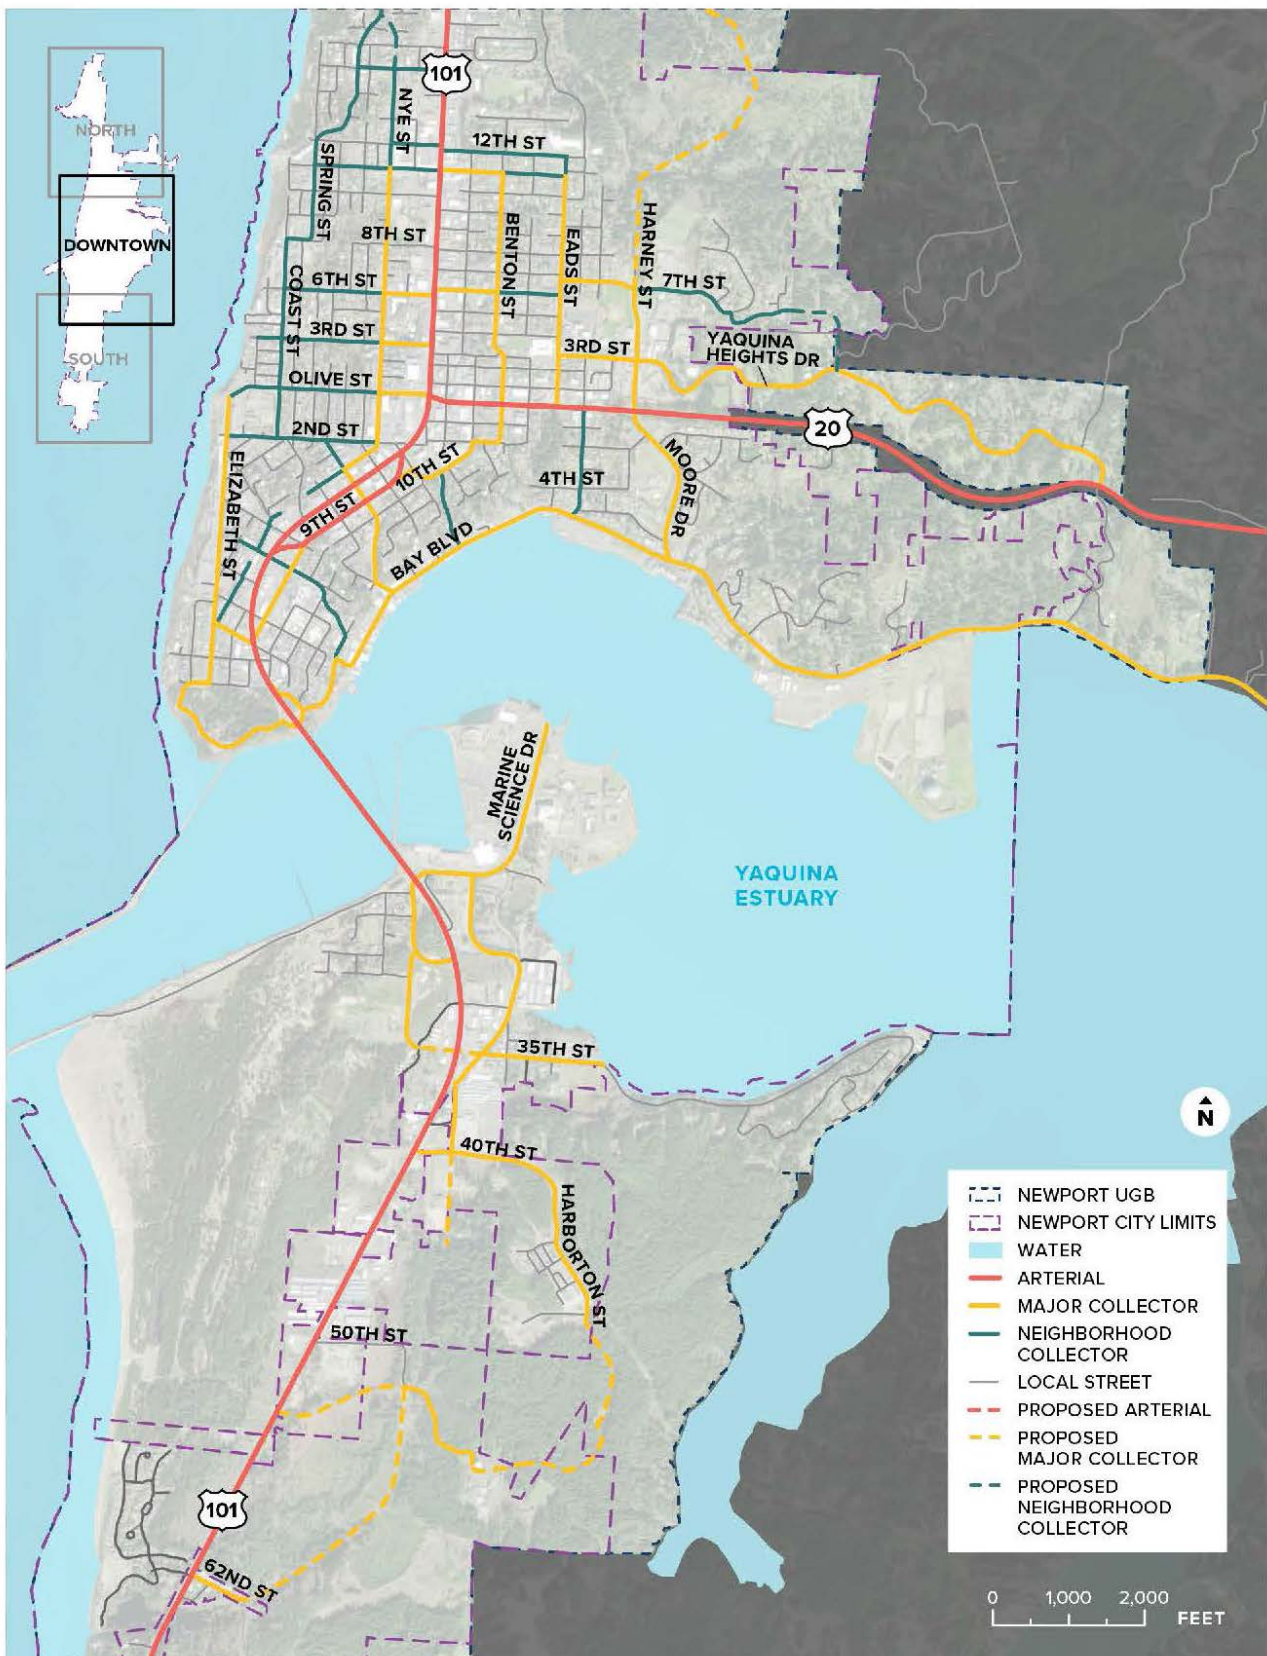 NORTH
DOWNTOWN
SOUTH
101
NYE ST
12TH ST
SPRING ST
8TH ST
BENTON ST
EADS ST
HARNEY ST
7TH ST
6TH ST
COAST ST
3RD ST
3RD ST
YAQUINA
HEIGHTS DR
OLIVE ST
2ND ST
20
ELIZABETH ST
10TH ST
9TH ST
4TH ST
MOORE DR
BAY BLVD
MARINE
SCIENCE DR
YAQUINA
ESTUARY
35TH ST
40TH ST
HARBORTON ST
50TH ST
101
62ND ST
N
NEWPORT UGB
NEWPORT CITY LIMITS
WATER
ARTERIAL
MAJOR COLLECTOR
NEIGHBORHOOD
COLLECTOR
LOCAL STREET
PROPOSED ARTERIAL
PROPOSED
MAJOR COLLECTOR
PROPOSED
NEIGHBORHOOD
COLLECTOR
0 1,000 2,000
FEET